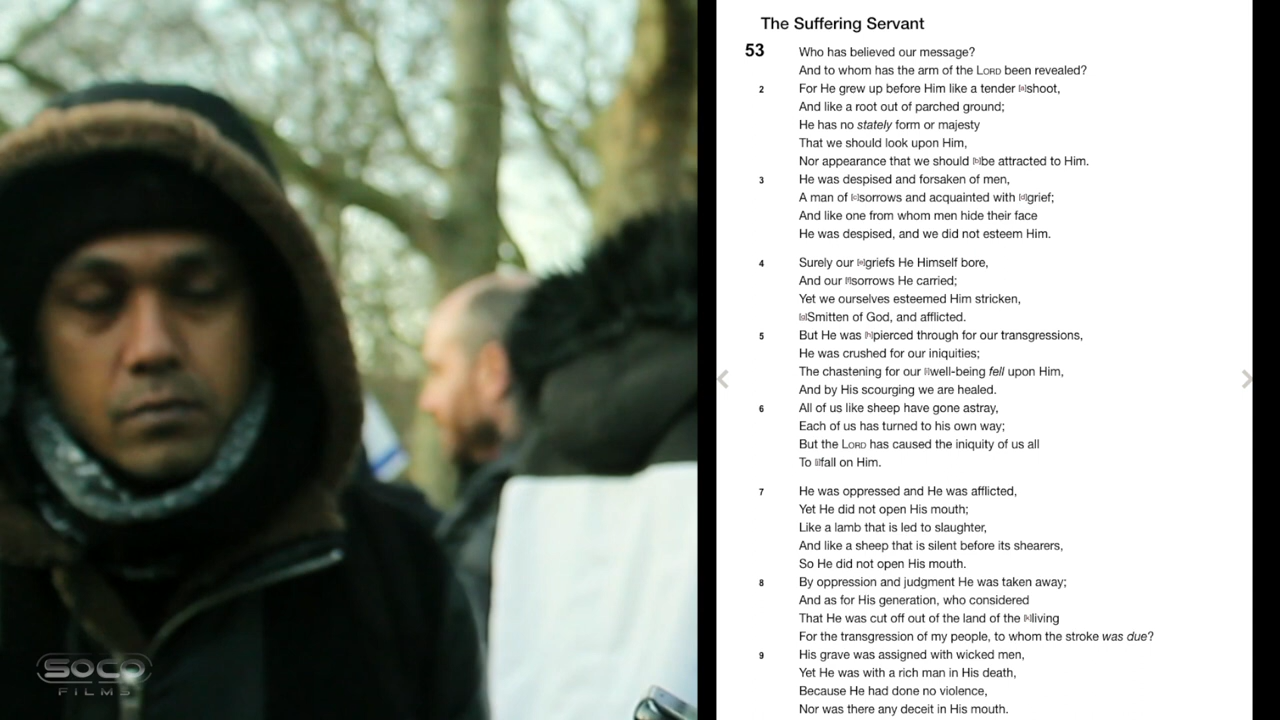 The Suffering Servant
53 Who has believed our message?
And to whom has the arm of the LORD been revealed?
2 For He grew up before Him like a tender [a]shoot,
And like a root out of parched ground;
He has no stately form or majesty
That we should look upon Him,
Nor appearance that we should [b]be attracted to Him.
3 He was despised and forsaken of men,
A man of [c]sorrows and acquainted with [d]grief;
And like one from whom men hide their face
He was despised, and we did not esteem Him.
4 Surely our [e]griefs He Himself bore,
And our [f]sorrows He carried;
Yet we ourselves esteemed Him stricken,
[g]Smitten of God, and afflicted.
5 But He was [h]pierced through for our transgressions,
He was crushed for our iniquities;
The chastening for our [i]well-being fell upon Him,
And by His scourging we are healed.
6 All of us like sheep have gone astray,
Each of us has turned to his own way;
But the LORD has caused the iniquity of us all
To [j]fall on Him.
7 He was oppressed and He was afflicted,
Yet He did not open His mouth;
Like a lamb that is led to slaughter,
And like a sheep that is silent before its shearers,
So He did not open His mouth.
8 By oppression and judgment He was taken away;
And as for His generation, who considered
That He was cut off out of the land of the [k]living
For the transgression of my people, to whom the stroke was due?
9 His grave was assigned with wicked men,
Yet He was with a rich man in His death,
Because He had done no violence,
Nor was there any deceit in His mouth.
SOCO
FILMS